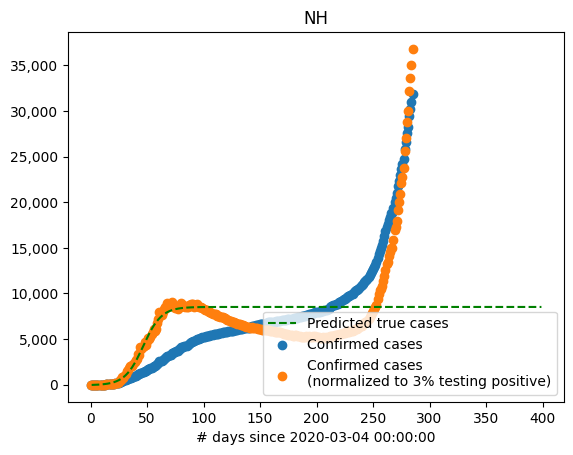 NH
35,000
30,000
25,000
20,000
15,000
10,000
5,000
0
Predicted true cases
Confirmed cases
Confirmed cases
(normalized to 3% testing positive)
0 50 100 150 200 250 300 350 400
# days since 2020-03-04 00:00:00